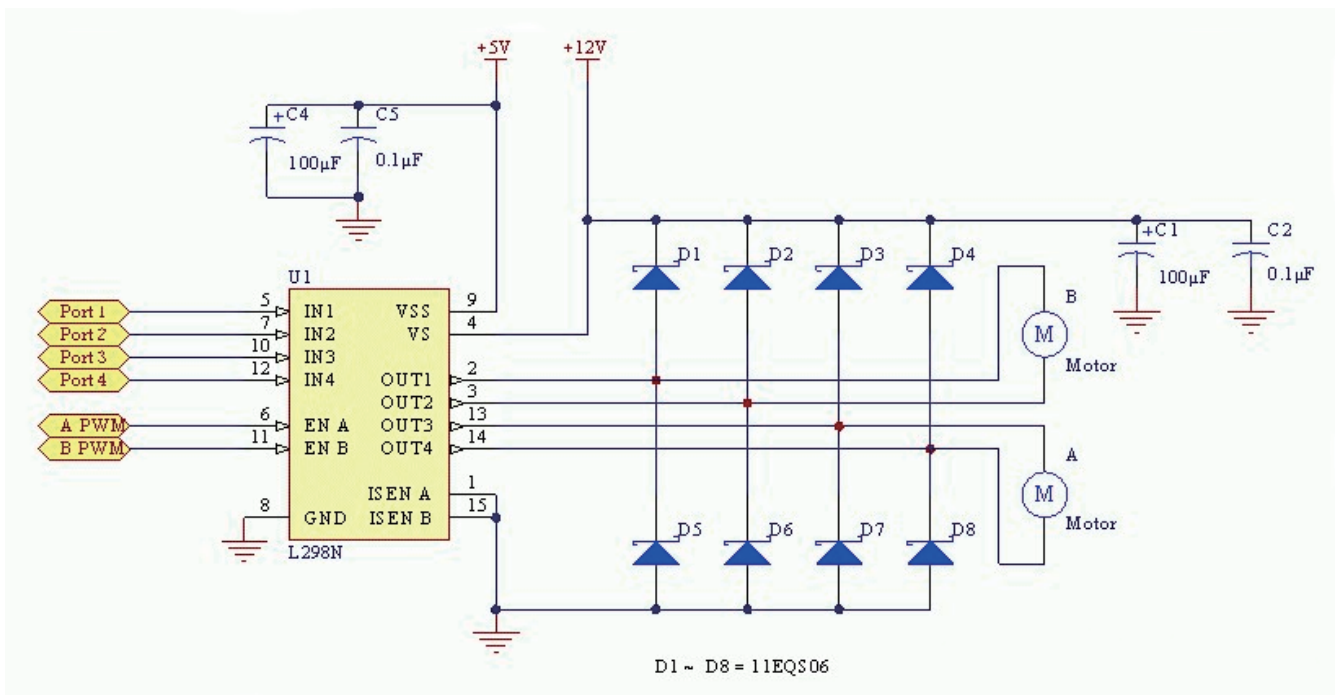 +5V
+12V
+C4
C5
100µF
0.1µF
D1
D2
D3
D4
+C1
C2
100µF
0.1µF
U1
Port 1
5
IN1
VSS
9
Port 2
7
IN2
VS
4
Port 3
10
IN3
Port 4
12
IN4
OUT1
2
OUT2
3
A PWM
6
EN A
OUT3
13
B PWM
11
EN B
OUT4
14
ISEN A
1
8
GND
ISEN B
15
L298N
B
M
Motor
A
M
Motor
D5
D6
D7
D8
D1 ~ D8 = 11EQS06